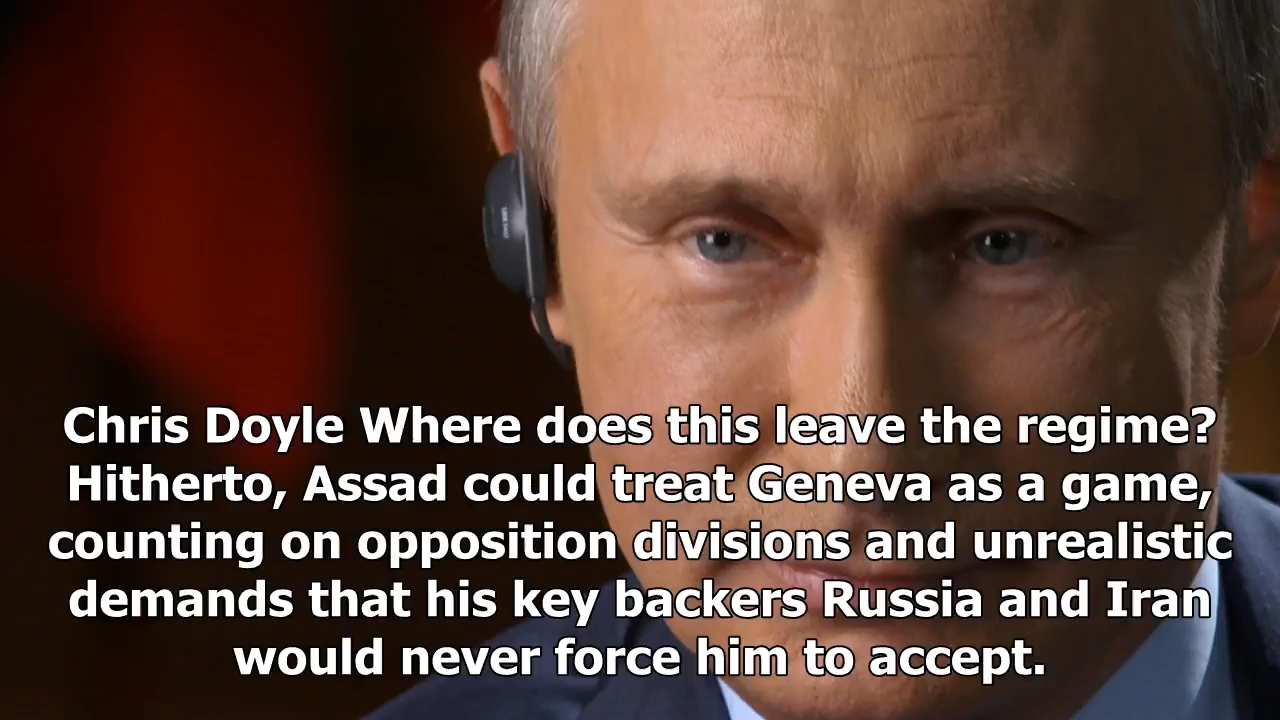 Chris Doyle Where does this leave the regime?
Hitherto, Assad could treat Geneva as a game,
counting on opposition divisions and unrealistic
demands that his key backers Russia and Iran
would never force him to accept.